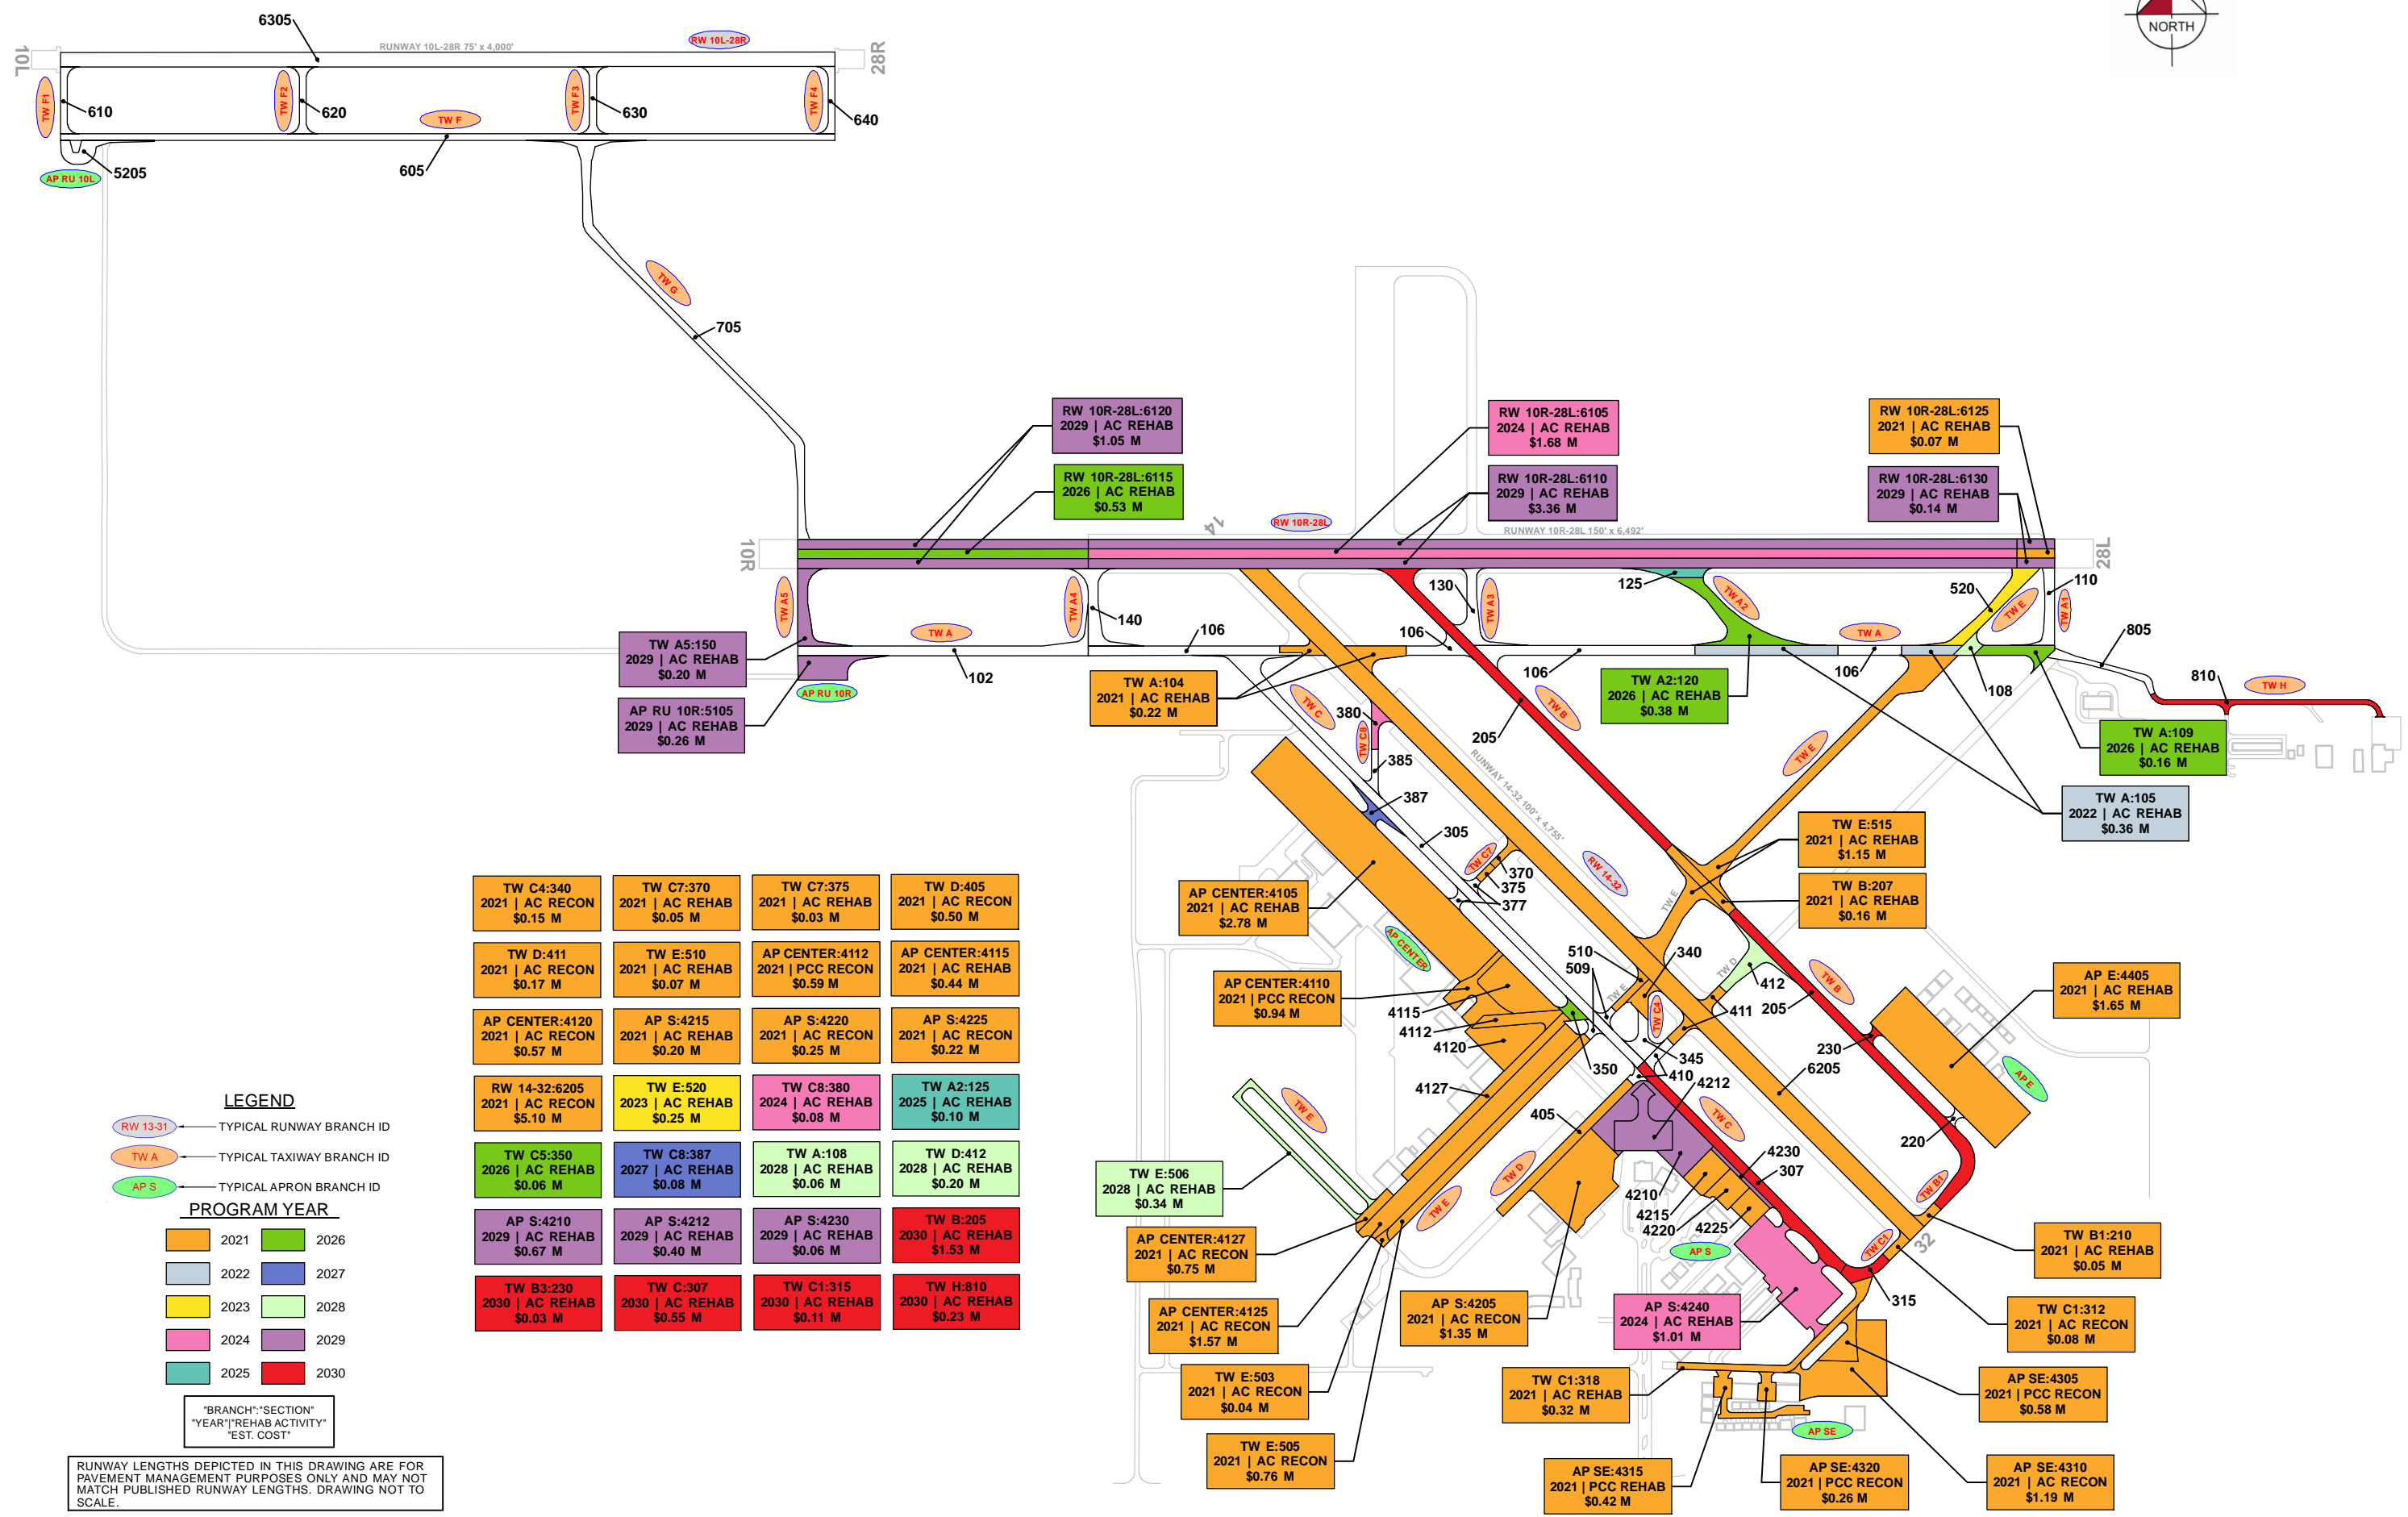 NORTH
6305
RUNWAY 10L-28R 75' x 4,000'
RW 10L-28R
10L
28R
TW F1
610
TW F2
620
TW F
TW F3
630
TW F4
640
605
5205
AP RU 10L
TW G
705
RW 10R-28L:6120
2029 | AC REHAB
$1.05 M
RW 10R-28L:6105
2024 | AC REHAB
$1.68 M
RW 10R-28L:6125
2021 | AC REHAB
$0.07 M
RW 10R-28L:6115
2026 | AC REHAB
$0.53 M
RW 10R-28L:6110
2029 | AC REHAB
$3.36 M
RW 10R-28L:6130
2029 | AC REHAB
$0.14 M
14
RW 10R-28L
RUNWAY 10R-28L 150' x 6,492'
10R
28L
TW A5
TW A4
140
130
TW A3
125
TW A2
520
TW E
110
TW A1
TW A
106
106
106
TW A
106
108
805
810
TW H
102
TW A5:150
2029 | AC REHAB
$0.20 M
AP RU 10R
AP RU 10R:5105
2029 | AC REHAB
$0.26 M
TW A:104
2021 | AC REHAB
$0.22 M
TW C
380
TW C8
385
387
305
205
TW B
TW A2:120
2026 | AC REHAB
$0.38 M
TW E
TW A:109
2026 | AC REHAB
$0.16 M
TW A:105
2022 | AC REHAB
$0.36 M
RUNWAY 14-32 100' x 4,755'
RW 14-32
TW C7
370
375
377
TW E:515
2021 | AC REHAB
$1.15 M
TW B:207
2021 | AC REHAB
$0.16 M
AP CENTER:4105
2021 | AC REHAB
$2.78 M
AP CENTER
TW E
510
509
340
TW D
412
TW B
411
205
TW E
TW C4
AP CENTER:4110
2021 | PCC RECON
$0.94 M
4115
4112
4120
350
345
410
4212
6205
230
AP E:4405
2021 | AC REHAB
$1.65 M
AP E
220
4127
405
TW C
4230
307
TW D
4210
4215
4220
4225
AP S
TW B1
TW C1
32
315
TW E
TW E
TW E:506
2028 | AC REHAB
$0.34 M
AP CENTER:4127
2021 | AC RECON
$0.75 M
AP CENTER:4125
2021 | AC RECON
$1.57 M
TW E:503
2021 | AC RECON
$0.04 M
TW E:505
2021 | AC RECON
$0.76 M
AP S:4205
2021 | AC RECON
$1.35 M
AP S:4240
2024 | AC REHAB
$1.01 M
TW B1:210
2021 | AC REHAB
$0.05 M
TW C1:312
2021 | AC RECON
$0.08 M
TW C1:318
2021 | AC REHAB
$0.32 M
AP SE:4305
2021 | PCC RECON
$0.58 M
AP SE
AP SE:4315
2021 | PCC REHAB
$0.42 M
AP SE:4320
2021 | PCC RECON
$0.26 M
AP SE:4310
2021 | AC RECON
$1.19 M
TW C4:340
2021 | AC RECON
$0.15 M
TW C7:370
2021 | AC REHAB
$0.05 M
TW C7:375
2021 | AC REHAB
$0.03 M
TW D:405
2021 | AC RECON
$0.50 M
TW D:411
2021 | AC RECON
$0.17 M
TW E:510
2021 | AC REHAB
$0.07 M
AP CENTER:4112
2021 | PCC RECON
$0.59 M
AP CENTER:4115
2021 | AC REHAB
$0.44 M
AP CENTER:4120
2021 | AC REHAB
$0.57 M
AP S:4215
2021 | AC REHAB
$0.20 M
AP S:4220
2021 | AC RECON
$0.25 M
AP S:4225
2021 | AC RECON
$0.22 M
RW 14-32:6205
2021 | AC RECON
$5.10 M
TW E:520
2023 | AC REHAB
$0.25 M
TW C8:380
2024 | AC REHAB
$0.08 M
TW A2:125
2025 | AC REHAB
$0.10 M
TW C5:350
2026 | AC REHAB
$0.06 M
TW C8:387
2027 | AC REHAB
$0.08 M
TW A:108
2028 | AC REHAB
$0.06 M
TW D:412
2028 | AC REHAB
$0.20 M
AP S:4210
2029 | AC REHAB
$0.67 M
AP S:4212
2029 | AC REHAB
$0.40 M
AP S:4230
2029 | AC REHAB
$0.06 M
TW B:205
2030 | AC REHAB
$1.53 M
TW B3:230
2030 | AC REHAB
$0.03 M
TW C:307
2030 | AC REHAB
$0.55 M
TW C1:315
2030 | AC REHAB
$0.11 M
TW H:810
2030 | AC REHAB
$0.23 M
LEGEND
RW 13-31 TYPICAL RUNWAY BRANCH ID
TW A TYPICAL TAXIWAY BRANCH ID
AP S TYPICAL APRON BRANCH ID
PROGRAM YEAR
2021 2026
2022 2027
2023 2028
2024 2029
2025 2030
"BRANCH":"SECTION"
"YEAR"|"REHAB ACTIVITY"
"EST. COST"
RUNWAY LENGTHS DEPICTED IN THIS DRAWING ARE FOR
PAVEMENT MANAGEMENT PURPOSES ONLY AND MAY NOT
MATCH PUBLISHED RUNWAY LENGTHS. DRAWING NOT TO
SCALE.